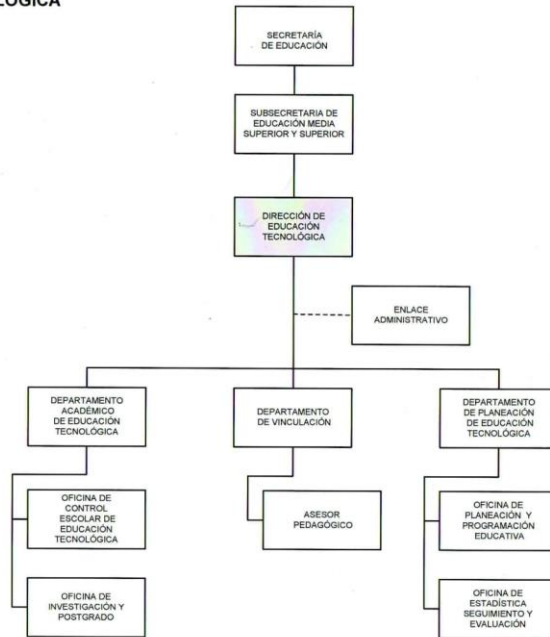 SECRETARÍA
DE EDUCACIÓN
SUBSECRETARIA DE
EDUCACIÓN MEDIA
SUPERIOR Y SUPERIOR
DIRECCIÓN DE
EDUCACIÓN
TECNOLÓGICA
ENLACE
ADMINISTRATIVO
DEPARTAMENTO
ACADÉMICO
DE EDUCACIÓN
TECNOLÓGICA
DEPARTAMENTO
DE VINCULACIÓN
DEPARTAMENTO
DE PLANEACIÓN
DE EDUCACIÓN
TECNOLÓGICA
OFICINA DE
CONTROL
ESCOLAR DE
EDUCACIÓN
TECNOLÓGICA
ASESOR
PEDAGÓGICO
OFICINA DE
PLANEACIÓN Y
PROGRAMACIÓN
EDUCATIVA
OFICINA DE
INVESTIGACIÓN Y
POSTGRADO
OFICINA DE
ESTADÍSTICA
SEGUIMIENTO Y
EVALUACIÓN